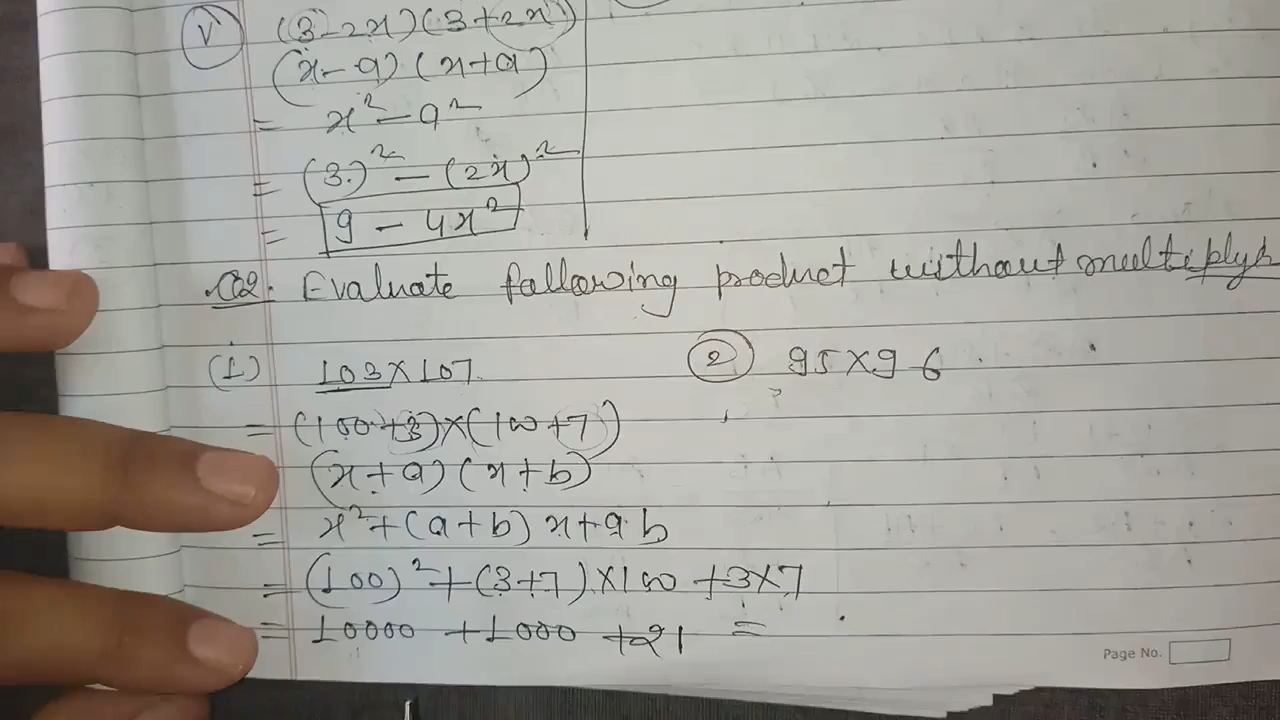 (V) (3-2x)(3+2x)
(x-a)(x+a)
= x²-a²
= (3)²-(2x)²
= 9-4x²
Q2. Evaluate following product without multiply
(1) 103×107. (2) 95×96
= (100+3)×(100+7)
(x+a)(x+b)
= x²+(a+b)x+ab
= (100)²+(3+7)×100+3×7
= 10000+1000+21 =
Page No.